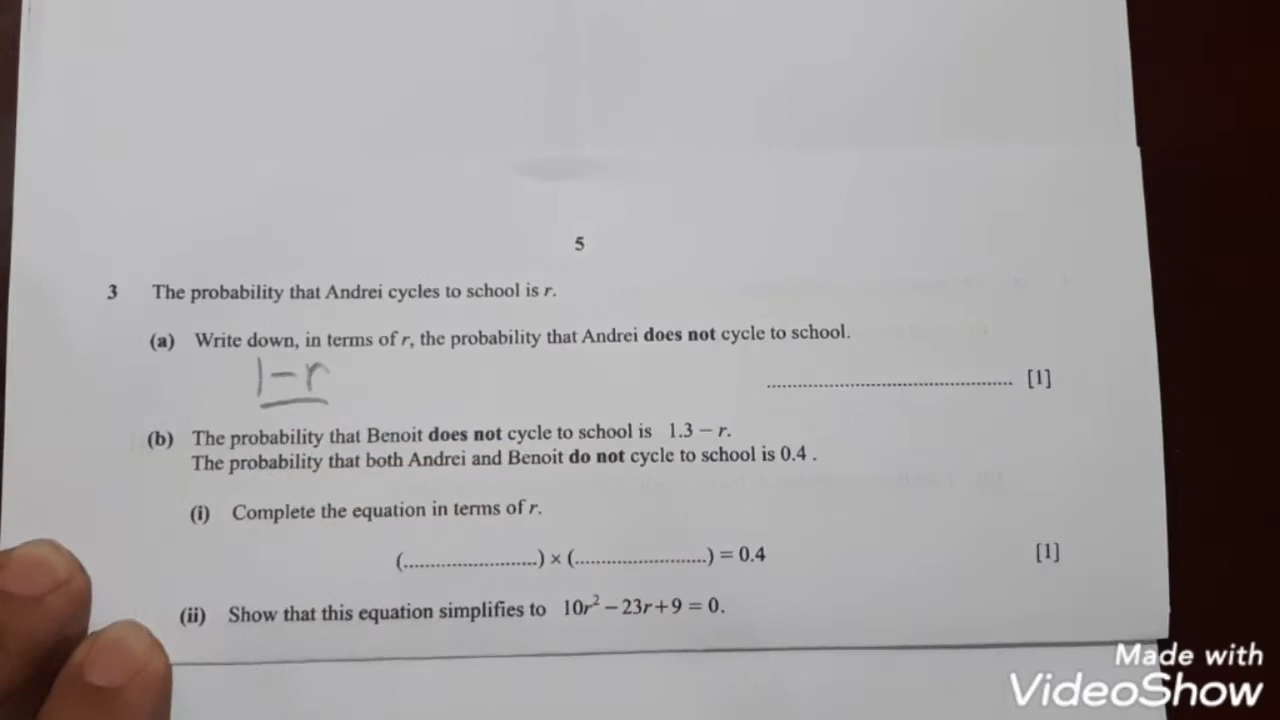 5
3 The probability that Andrei cycles to school is r.
(a) Write down, in terms of r, the probability that Andrei does not cycle to school.
1-r
................................................ [1]
(b) The probability that Benoit does not cycle to school is 1.3 − r.
The probability that both Andrei and Benoit do not cycle to school is 0.4 .
(i) Complete the equation in terms of r.
(..........................) × (..........................) = 0.4 [1]
(ii) Show that this equation simplifies to 10r² − 23r + 9 = 0.
Made with
VideoShow